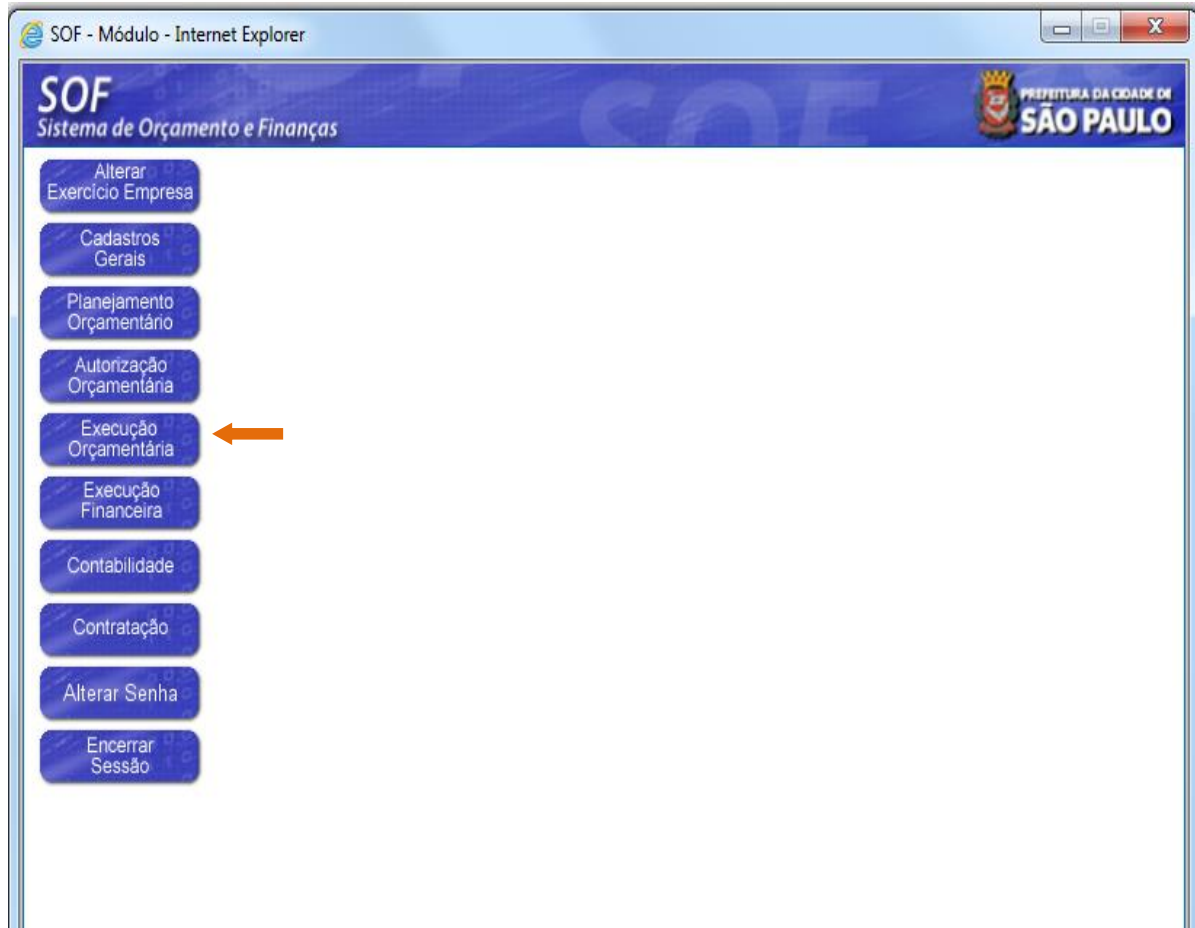 SOF - Módulo - Internet Explorer
SOF
Sistema de Orçamento e Finanças
SOF
PREFEITURA DA CIDADE DE
SÃO PAULO
Alterar
Exercício Empresa
Cadastros
Gerais
Planejamento
Orçamentário
Autorização
Orçamentária
Execução
Orçamentária
Execução
Financeira
Contabilidade
Contratação
Alterar Senha
Encerrar
Sessão